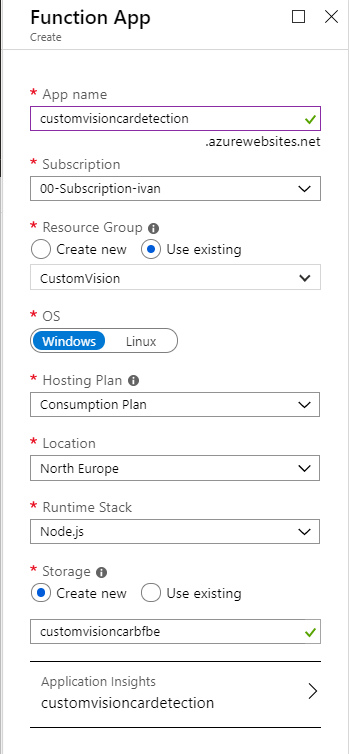 Function App
Create
* App name
customvisioncardetection
.azurewebsites.net
* Subscription
00-Subscription-ivan
* Resource Group
Create new Use existing
CustomVision
* OS
Windows Linux
* Hosting Plan
Consumption Plan
* Location
North Europe
* Runtime Stack
Node.js
* Storage
Create new Use existing
customvisioncarbfbe
Application Insights
customvisioncardetection